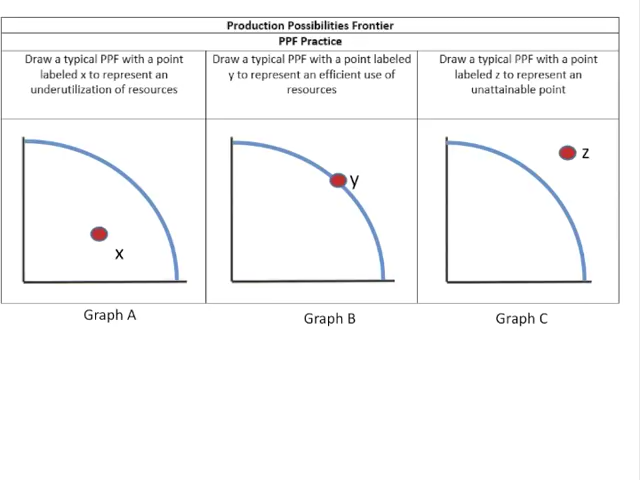 Production Possibilities Frontier
PPF Practice
Draw a typical PPF with a point
labeled x to represent an
underutilization of resources
Draw a typical PPF with a point labeled
y to represent an efficient use of
resources
Draw a typical PPF with a point
labeled z to represent an
unattainable point
x
y
z
Graph A
Graph B
Graph C